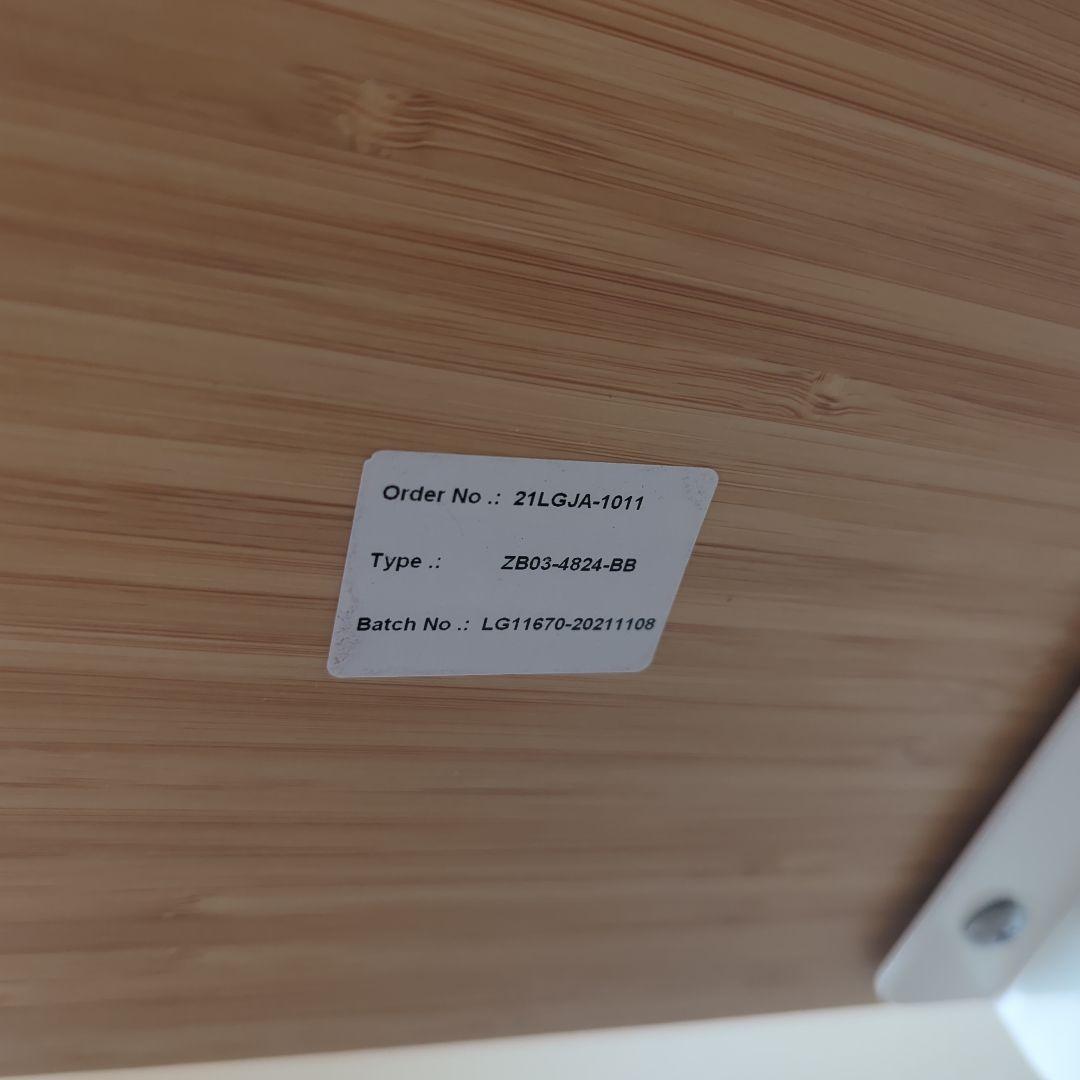 Order No .: 21LGJA-1011
Type .: ZB03-4824-BB
Batch No .: LG11670-20211108